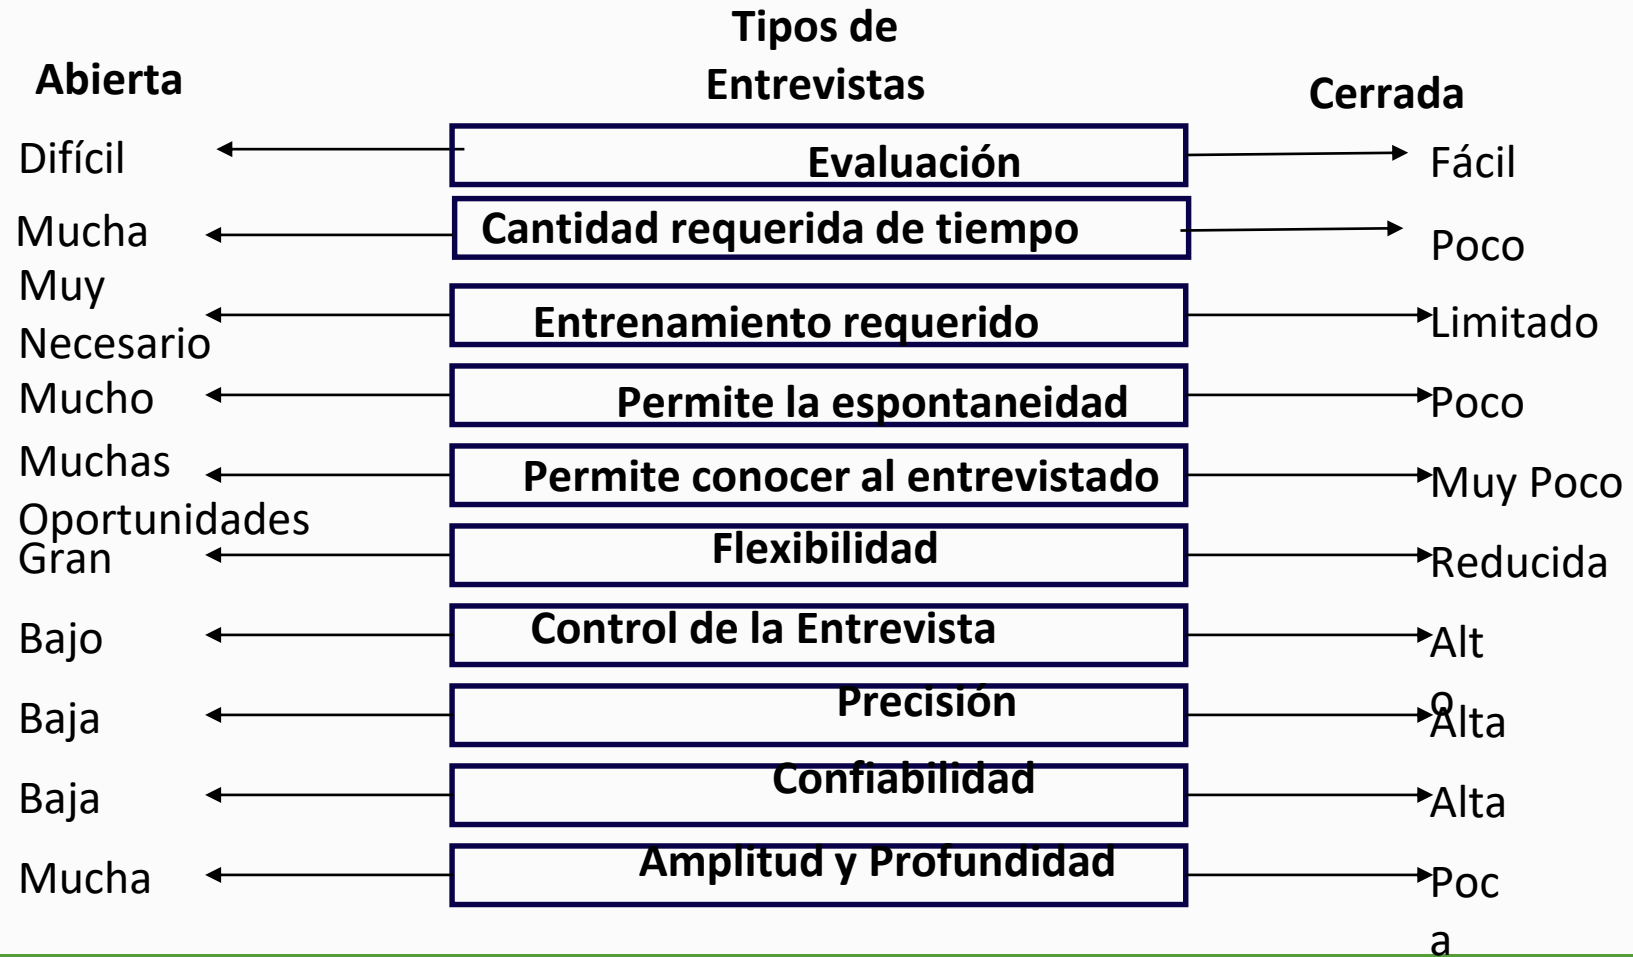 Tipos de
Entrevistas
Abierta
Cerrada
Difícil
Evaluación
Fácil
Mucha
Cantidad requerida de tiempo
Poco
Muy
Necesario
Entrenamiento requerido
Limitado
Mucho
Permite la espontaneidad
Poco
Muchas
Oportunidades
Permite conocer al entrevistado
Muy Poco
Gran
Flexibilidad
Reducida
Bajo
Control de la Entrevista
Alt
o
Baja
Precisión
Alta
Baja
Confiabilidad
Alta
Mucha
Amplitud y Profundidad
Poc
a